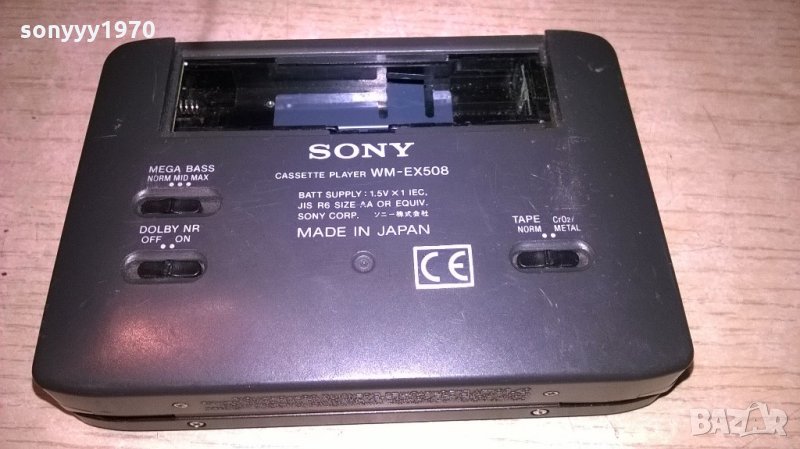 sonyyy1970
SONY
CASSETTE PLAYER WM-EX508
BATT SUPPLY : 1.5V X 1 IEC,
JIS R6 SIZE AA OR EQUIV.
SONY CORP. ソニー株式会社
MADE IN JAPAN
MEGA BASS
NORM MID MAX
DOLBY NR
OFF ON
TAPE CrO2/
NORM METAL
CE
BAZAR